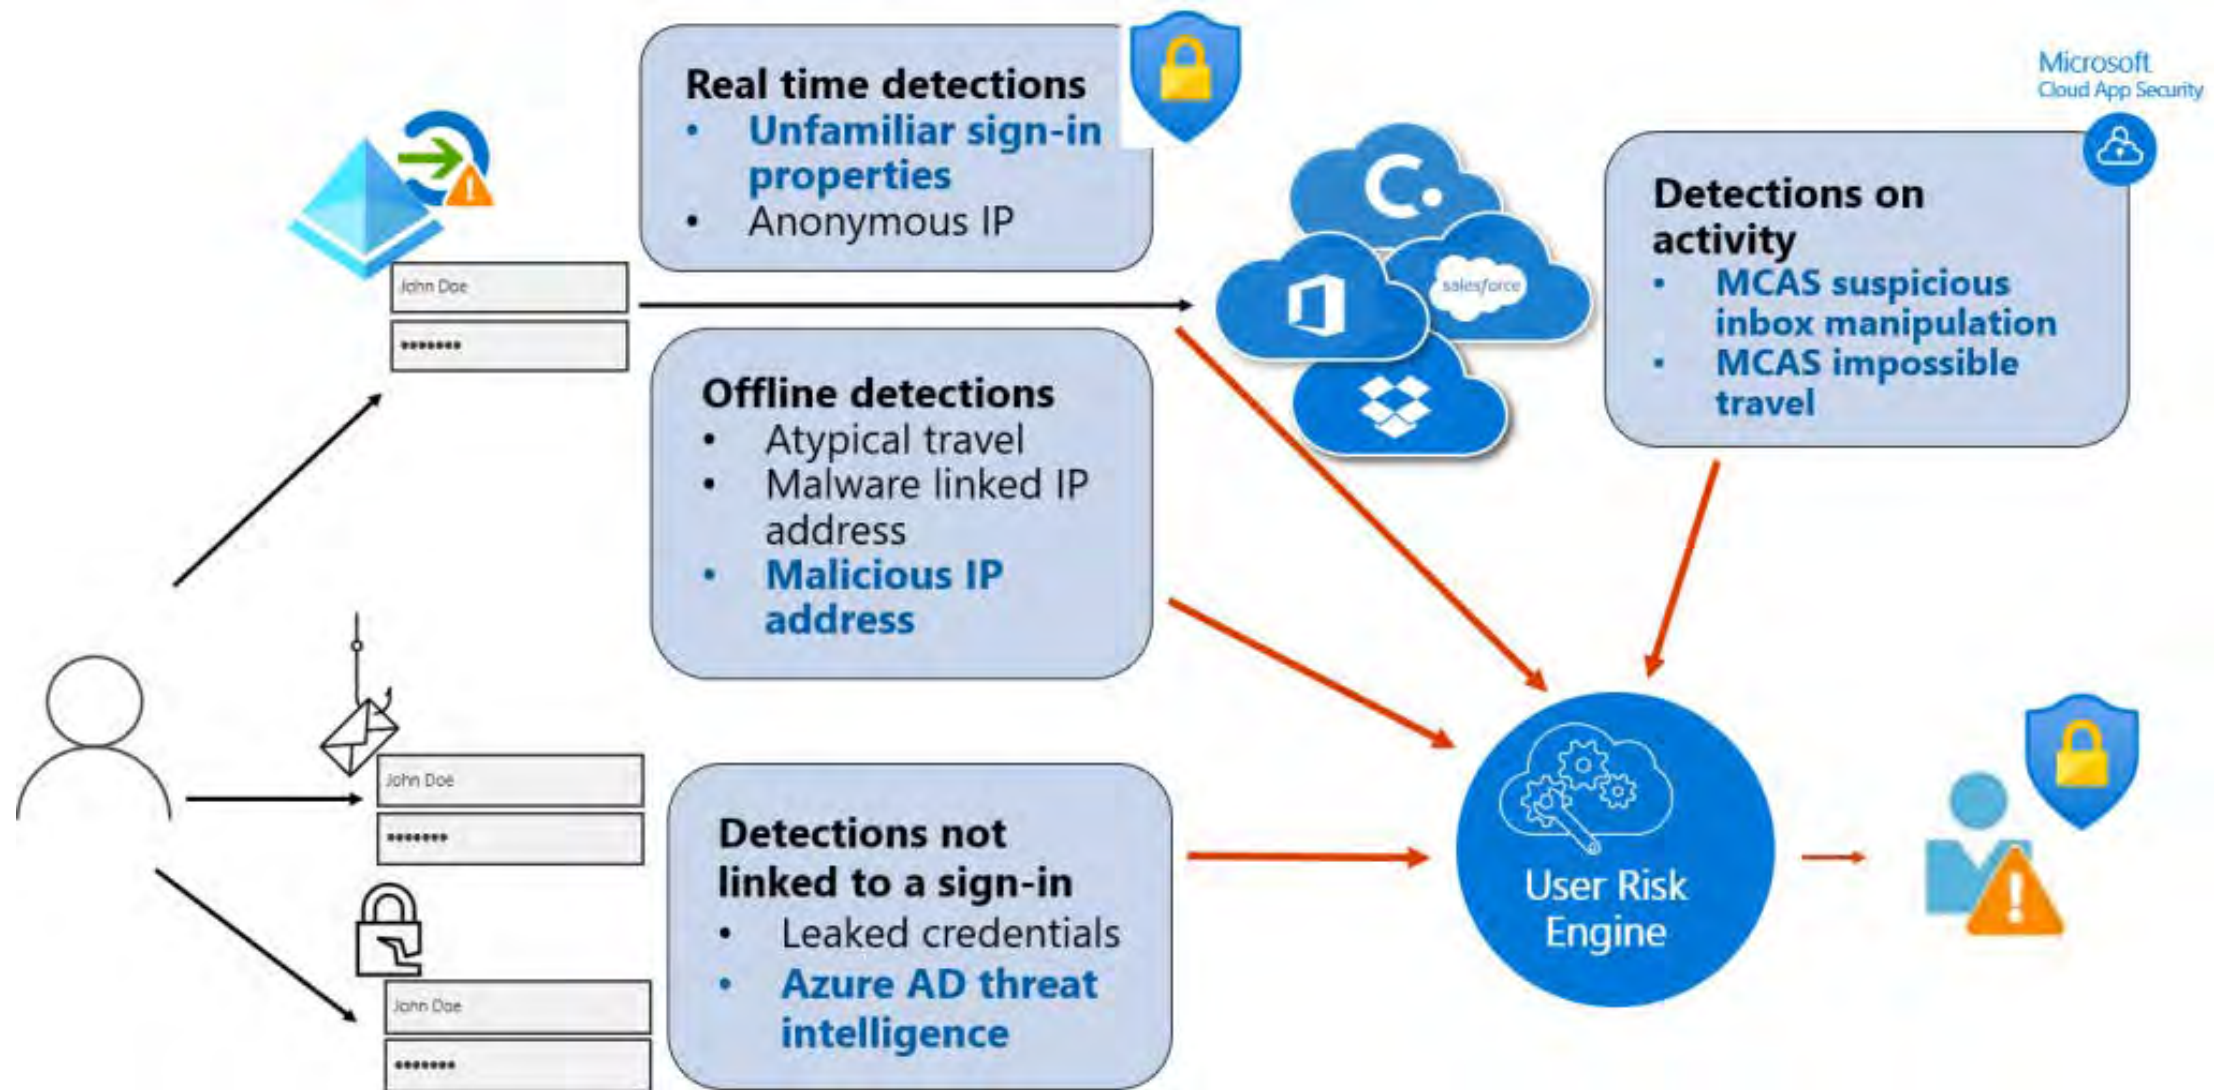 Real time detections
• Unfamiliar sign-in
properties
• Anonymous IP
Microsoft
Cloud App Security
Detections on
activity
• MCAS suspicious
inbox manipulation
• MCAS impossible
travel
salesforce
C.
John Doe
•••••••
Offline detections
• Atypical travel
• Malware linked IP
address
• Malicious IP
address
John Doe
•••••••
Detections not
linked to a sign-in
• Leaked credentials
• Azure AD threat
intelligence
John Doe
•••••••
User Risk
Engine